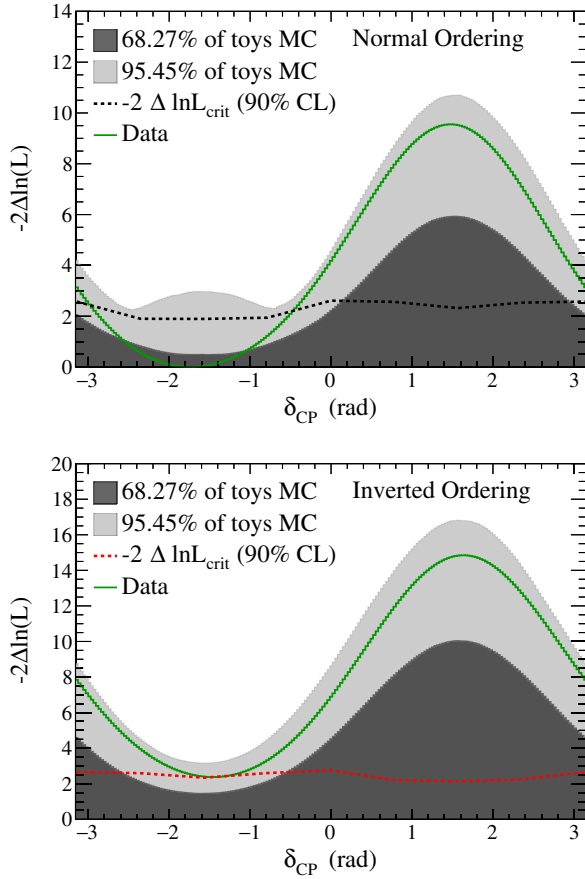 14
12
10
8
6
4
2
0
-2Δln(L)
68.27% of toys MC
95.45% of toys MC
-2 Δ lnL_crit (90% CL)
Data
Normal Ordering
−3 −2 −1 0 1 2 3
δ_CP (rad)
20
18
16
14
12
10
8
6
4
2
0
-2Δln(L)
68.27% of toys MC
95.45% of toys MC
-2 Δ lnL_crit (90% CL)
Data
Inverted Ordering
−3 −2 −1 0 1 2 3
δ_CP (rad)